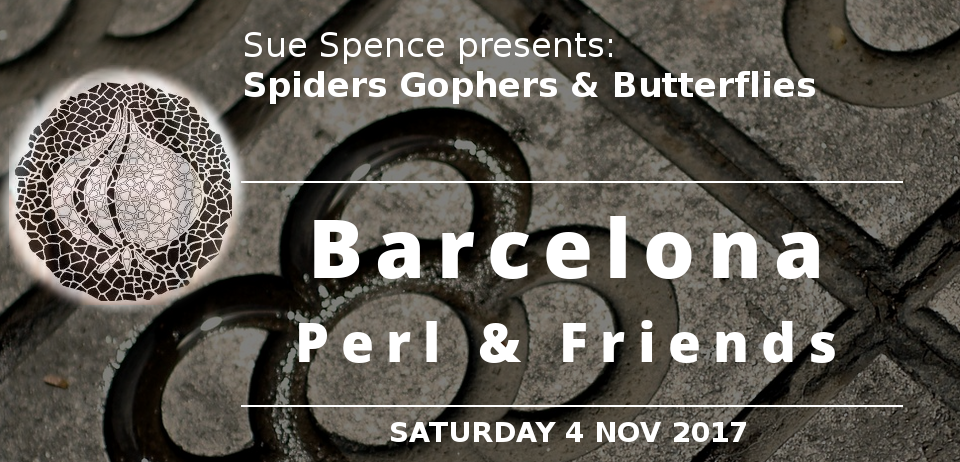 Sue Spence presents:
Spiders Gophers & Butterflies
Barcelona
Perl & Friends
SATURDAY 4 NOV 2017